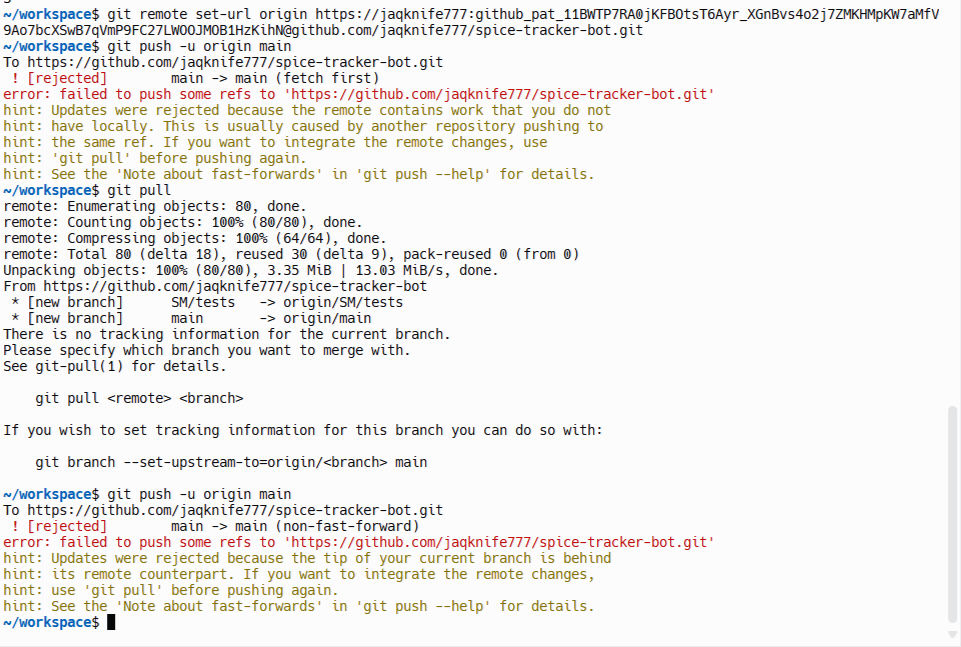 ~/workspace$ git remote set-url origin https://jaqknife777:[access token redacted]
@github.com/jaqknife777/spice-tracker-bot.git
~/workspace$ git push -u origin main
To https://github.com/jaqknife777/spice-tracker-bot.git
 ! [rejected]        main -> main (fetch first)
error: failed to push some refs to 'https://github.com/jaqknife777/spice-tracker-bot.git'
hint: Updates were rejected because the remote contains work that you do not
hint: have locally. This is usually caused by another repository pushing to
hint: the same ref. If you want to integrate the remote changes, use
hint: 'git pull' before pushing again.
hint: See the 'Note about fast-forwards' in 'git push --help' for details.
~/workspace$ git pull
remote: Enumerating objects: 80, done.
remote: Counting objects: 100% (80/80), done.
remote: Compressing objects: 100% (64/64), done.
remote: Total 80 (delta 18), reused 30 (delta 9), pack-reused 0 (from 0)
Unpacking objects: 100% (80/80), 3.35 MiB | 13.03 MiB/s, done.
From https://github.com/jaqknife777/spice-tracker-bot
 * [new branch]      SM/tests   -> origin/SM/tests
 * [new branch]      main       -> origin/main
There is no tracking information for the current branch.
Please specify which branch you want to merge with.
See git-pull(1) for details.

    git pull <remote> <branch>

If you wish to set tracking information for this branch you can do so with:

    git branch --set-upstream-to=origin/<branch> main

~/workspace$ git push -u origin main
To https://github.com/jaqknife777/spice-tracker-bot.git
 ! [rejected]        main -> main (non-fast-forward)
error: failed to push some refs to 'https://github.com/jaqknife777/spice-tracker-bot.git'
hint: Updates were rejected because the tip of your current branch is behind
hint: its remote counterpart. If you want to integrate the remote changes,
hint: use 'git pull' before pushing again.
hint: See the 'Note about fast-forwards' in 'git push --help' for details.
~/workspace$